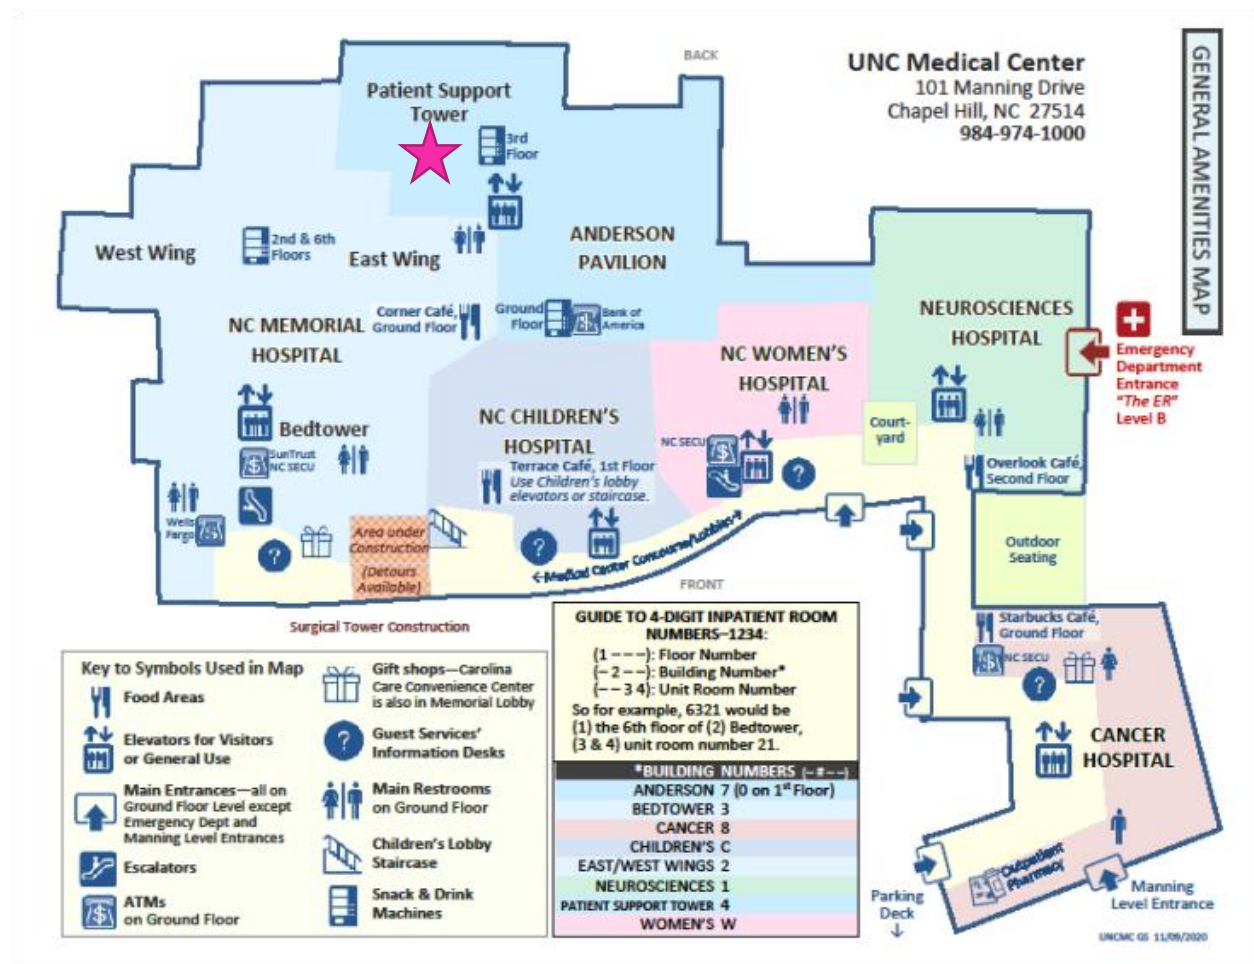 BACK
UNC Medical Center
101 Manning Drive
Chapel Hill, NC 27514
984-974-1000
GENERAL AMENITIES MAP
Patient Support
Tower
3rd
Floor
West Wing
2nd & 6th
Floors
East Wing
ANDERSON
PAVILION
NC MEMORIAL
HOSPITAL
Corner Café,
Ground Floor
Ground
Floor
Bank of
America
NEUROSCIENCES
HOSPITAL
NC WOMEN'S
HOSPITAL
Emergency
Department
Entrance
"The ER"
Level B
Bedtower
SunTrust
NC SECU
NC CHILDREN'S
HOSPITAL
Terrace Café, 1st Floor
Use Children's lobby
elevators or staircase.
NC SECU
Court-
yard
Overlook Café,
Second Floor
Wells
Fargo
?
Area under
Construction
(Detours
Available)
?
?
←Medical Center Concourse/Lobbies→
Outdoor
Seating
FRONT
Surgical Tower Construction
Starbucks Café,
Ground Floor
NC SECU
?
CANCER
HOSPITAL
Outpatient
Pharmacy
Parking
Deck
↓
Manning
Level Entrance
UNCMC GS 11/09/2020
Key to Symbols Used in Map
Food Areas
Elevators for Visitors
or General Use
Main Entrances—all on
Ground Floor Level except
Emergency Dept and
Manning Level Entrances
Escalators
ATMs
on Ground Floor
Gift shops—Carolina
Care Convenience Center
is also in Memorial Lobby
?
Guest Services'
Information Desks
Main Restrooms
on Ground Floor
Children's Lobby
Staircase
Snack & Drink
Machines
GUIDE TO 4-DIGIT INPATIENT ROOM
NUMBERS–1234:
(1 – – –): Floor Number
(– 2 – –): Building Number*
(– – 3 4): Unit Room Number
So for example, 6321 would be
(1) the 6th floor of (2) Bedtower,
(3 & 4) unit room number 21.
*BUILDING NUMBERS (– # – –)
ANDERSON 7 (0 on 1st Floor)
BEDTOWER 3
CANCER 8
CHILDREN'S C
EAST/WEST WINGS 2
NEUROSCIENCES 1
PATIENT SUPPORT TOWER 4
WOMEN'S W